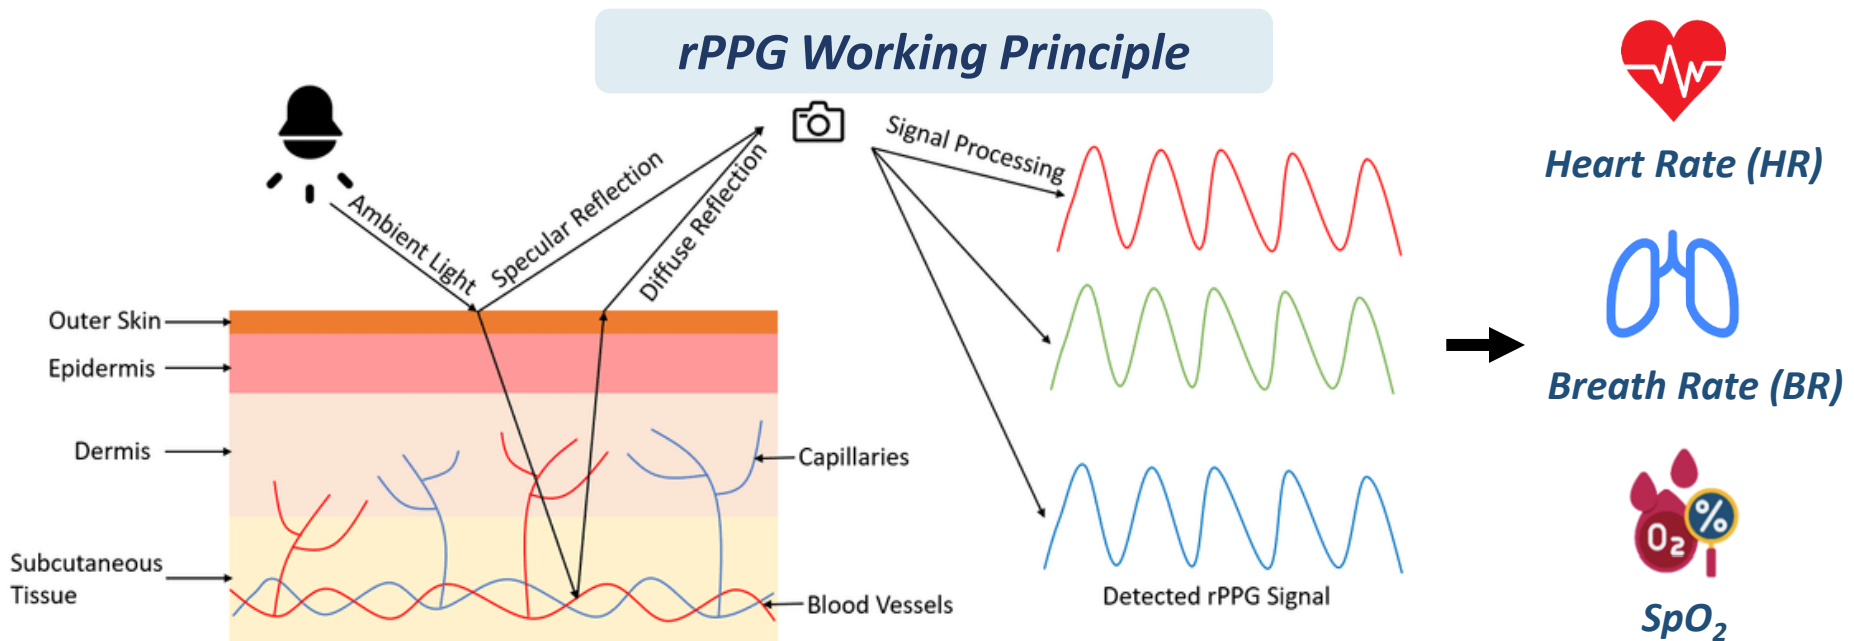 rPPG Working Principle
Ambient Light
Specular Reflection
Diffuse Reflection
Signal Processing
Outer Skin
Epidermis
Dermis
Subcutaneous
Tissue
Capillaries
Blood Vessels
Detected rPPG Signal
Heart Rate (HR)
Breath Rate (BR)
O₂
%
SpO₂